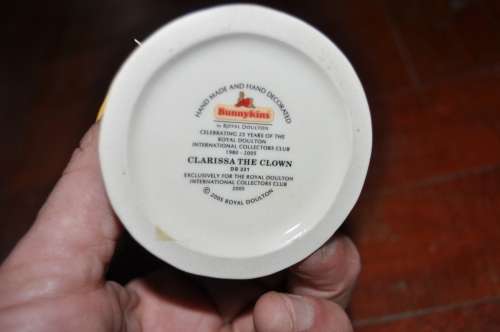 HAND MADE AND HAND DECORATED
Bunnykins
by ROYAL DOULTON
CELEBRATING 25 YEARS OF THE
ROYAL DOULTON
INTERNATIONAL COLLECTORS CLUB
1980 - 2005
CLARISSA THE CLOWN
DB 331
EXCLUSIVELY FOR THE ROYAL DOULTON
INTERNATIONAL COLLECTORS CLUB
2005
© 2005 ROYAL DOULTON